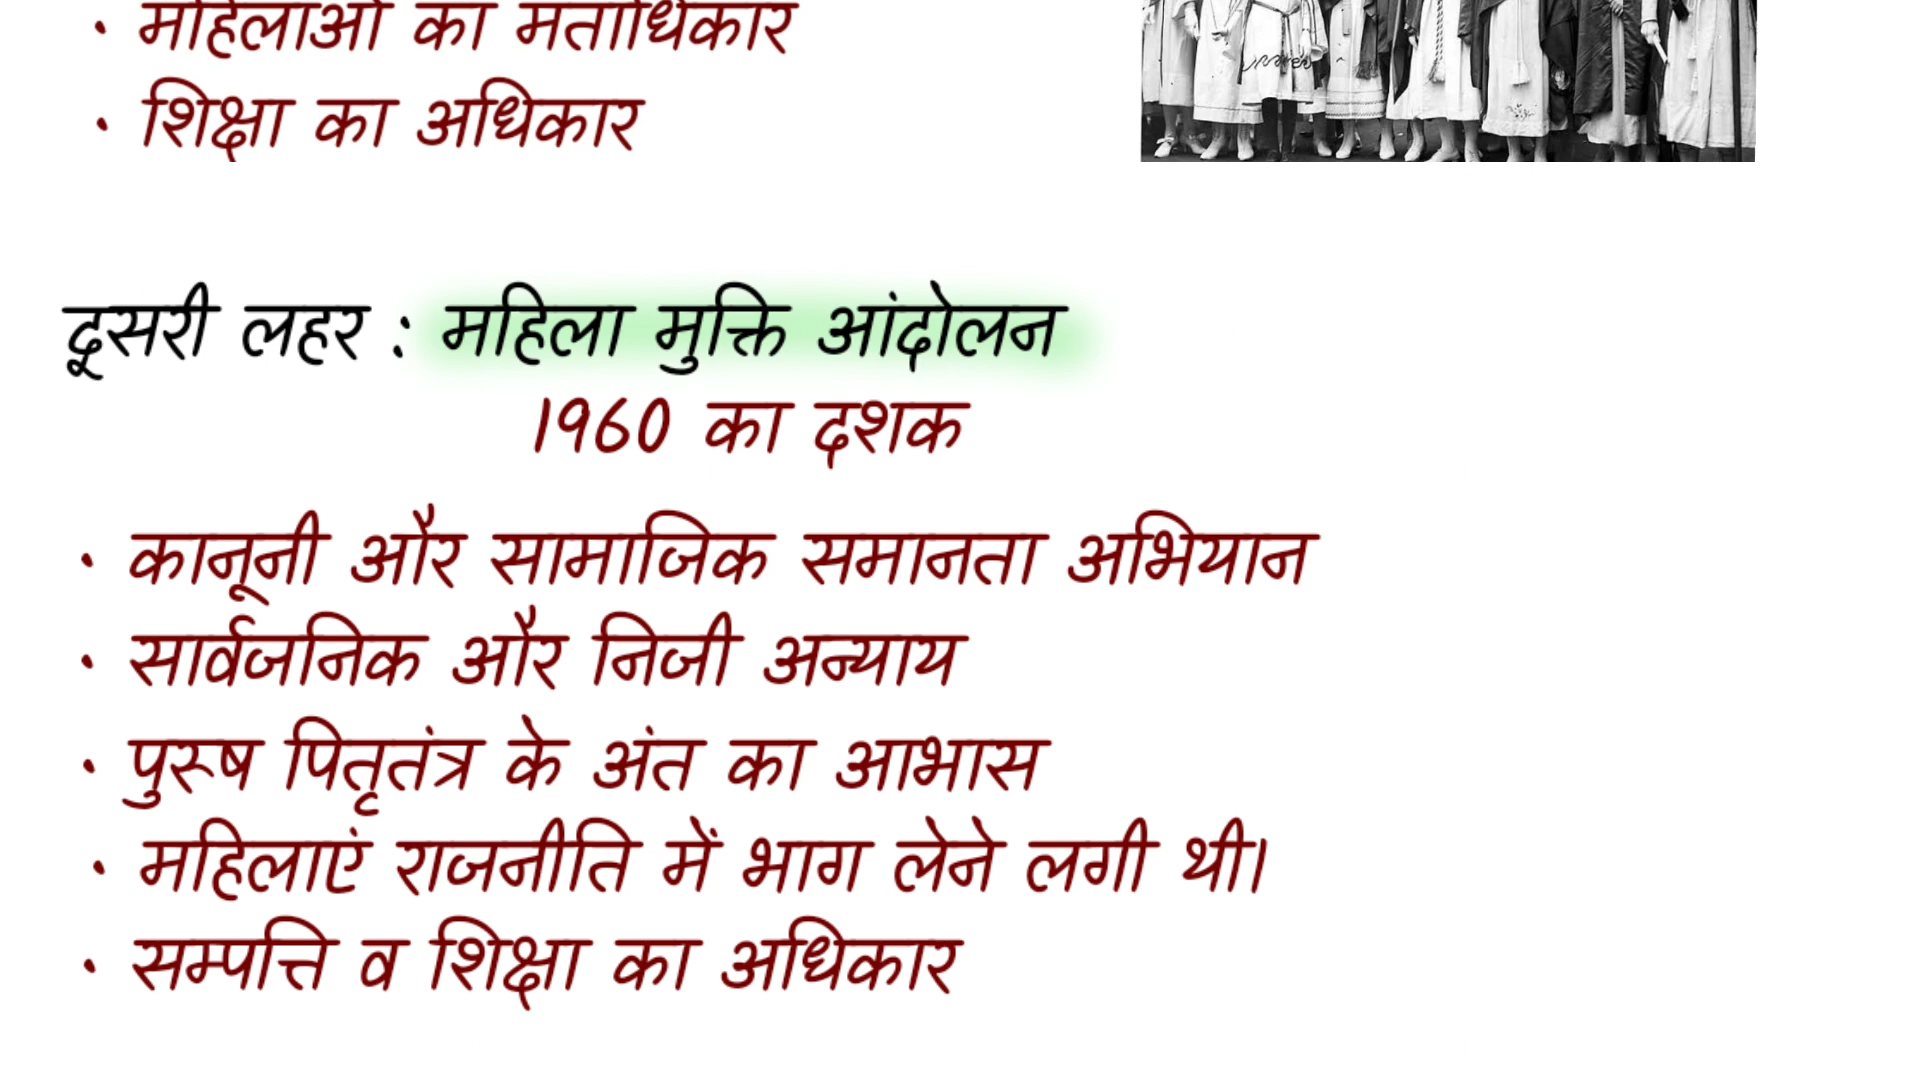 • महिलाओं का मताधिकार
• शिक्षा का अधिकार
दूसरी लहर : महिला मुक्ति आंदोलन
1960 का दशक
• कानूनी और सामाजिक समानता अभियान
• सार्वजनिक और निजी अन्याय
• पुरूष पितृतंत्र के अंत का आभास
• महिलाएं राजनीति में भाग लेने लगी थी।
• सम्पत्ति व शिक्षा का अधिकार